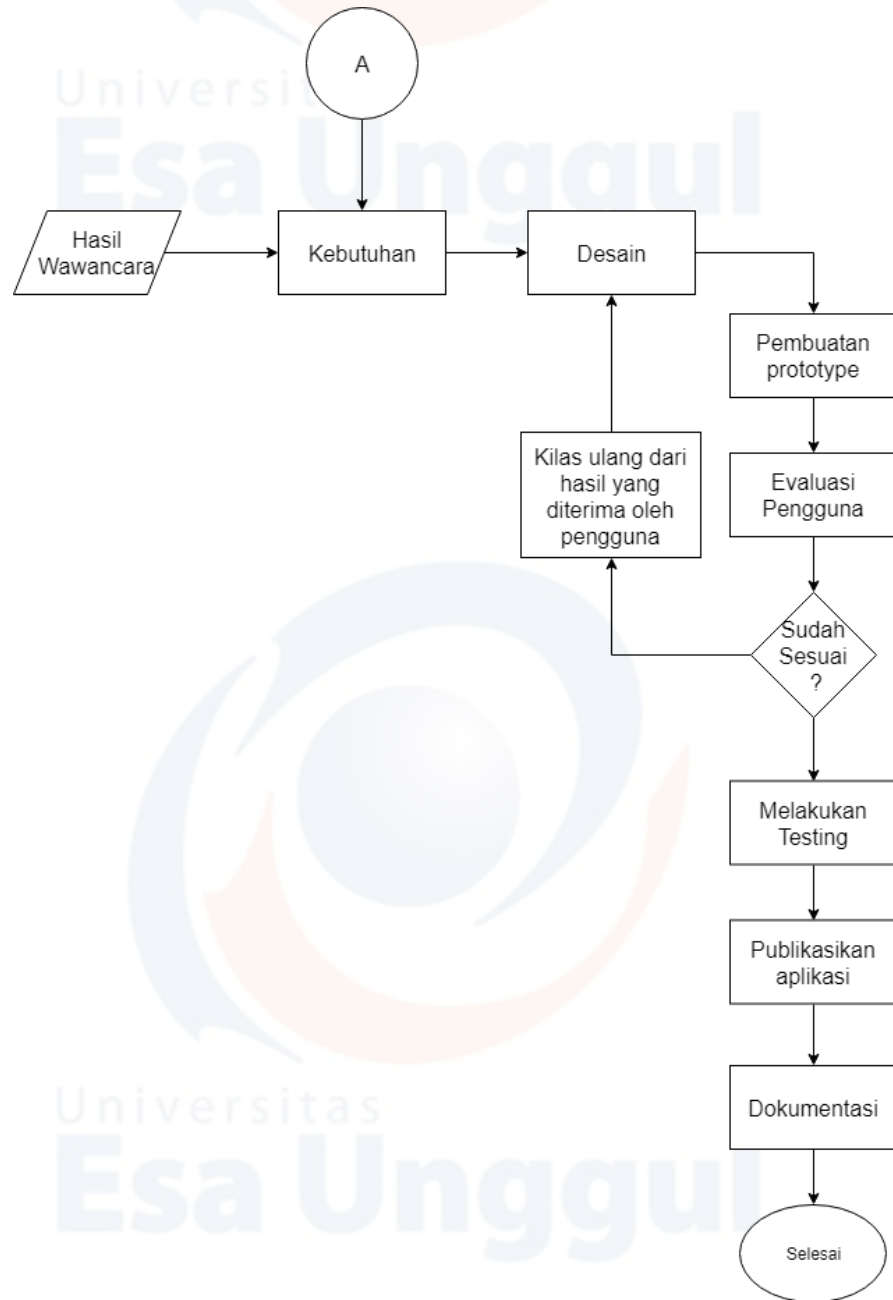 A
Universitas
Esa Unggul
Hasil
Wawancara
Kebutuhan
Desain
Pembuatan
prototype
Kilas ulang dari
hasil yang
diterima oleh
pengguna
Evaluasi
Pengguna
Sudah
Sesuai
?
Melakukan
Testing
Publikasikan
aplikasi
Dokumentasi
Universitas
Esa Unggul
Selesai